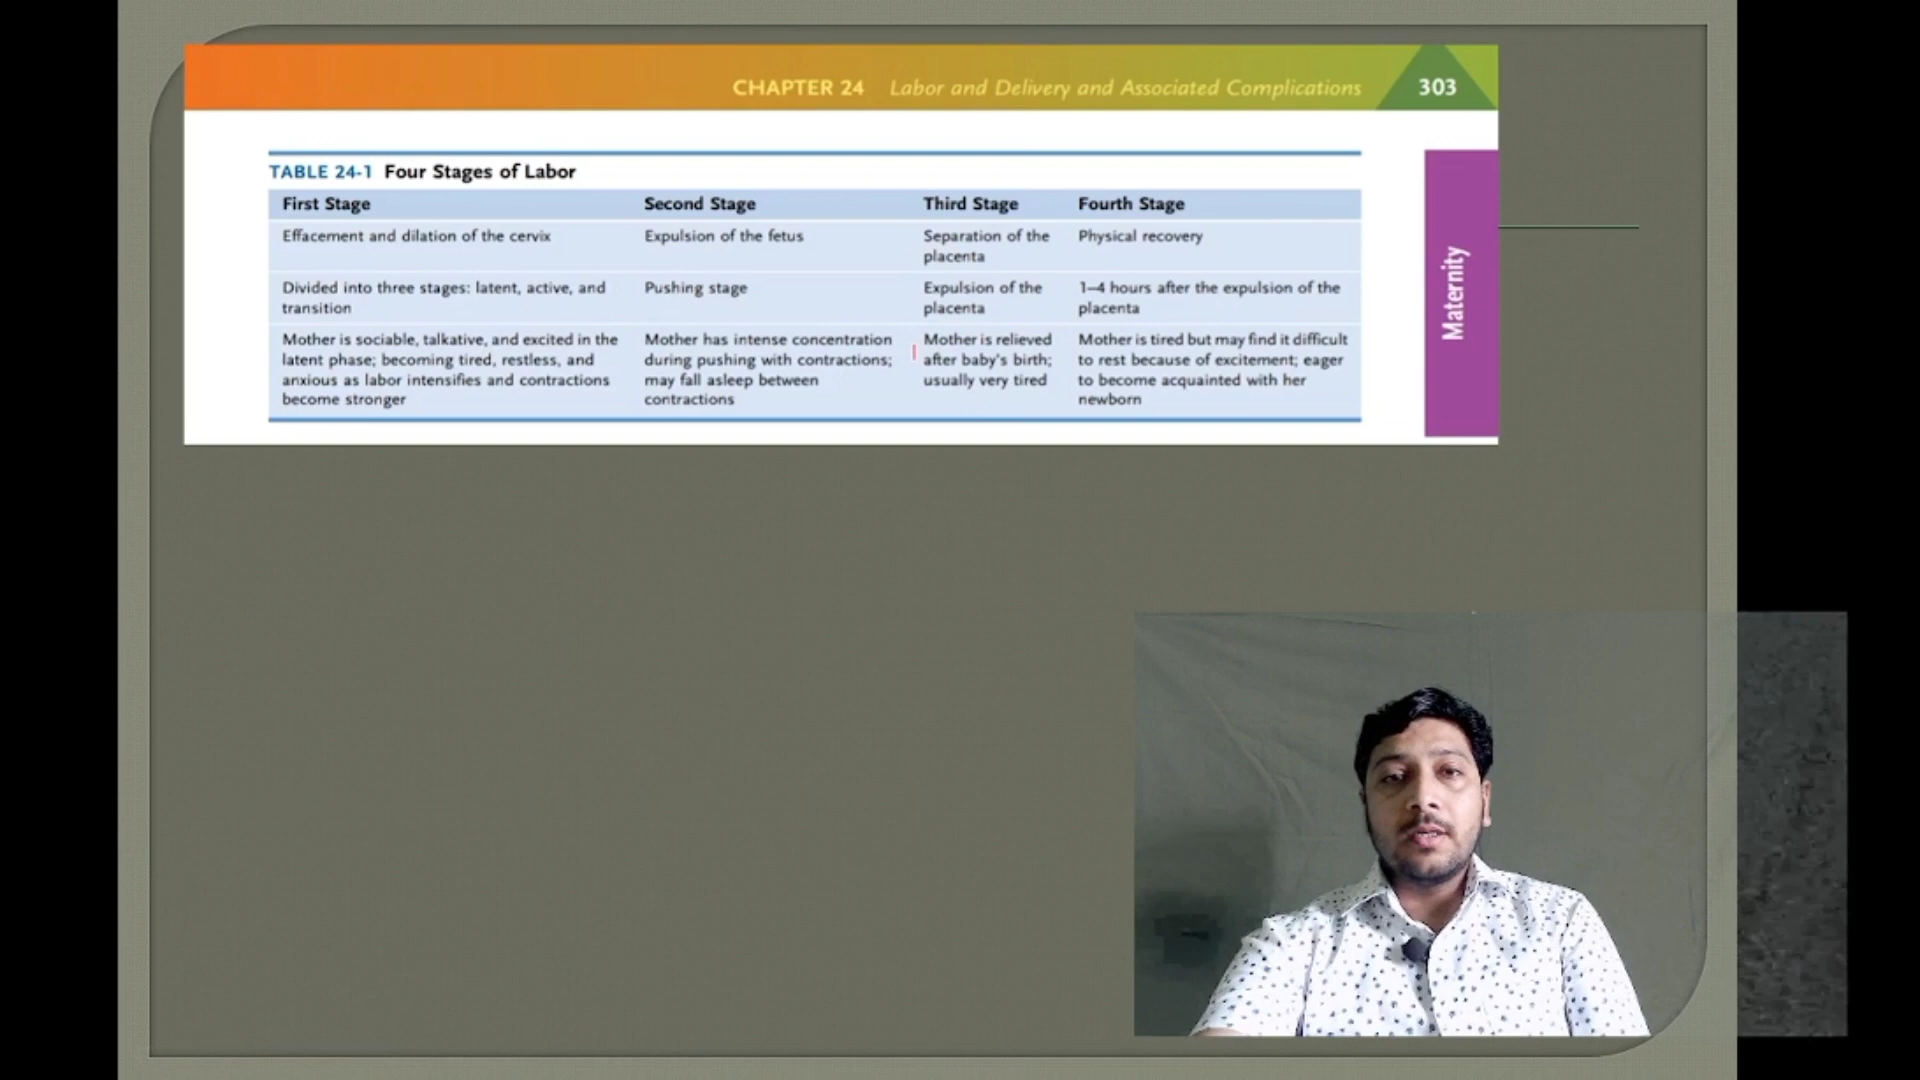 CHAPTER 24 Labor and Delivery and Associated Complications 303
TABLE 24-1 Four Stages of Labor
First Stage Second Stage Third Stage Fourth Stage
Effacement and dilation of the cervix
Expulsion of the fetus
Separation of the
placenta
Physical recovery
Divided into three stages: latent, active, and
transition
Pushing stage
Expulsion of the
placenta
1–4 hours after the expulsion of the
placenta
Mother is sociable, talkative, and excited in the
latent phase; becoming tired, restless, and
anxious as labor intensifies and contractions
become stronger
Mother has intense concentration
during pushing with contractions;
may fall asleep between
contractions
Mother is relieved
after baby's birth;
usually very tired
Mother is tired but may find it difficult
to rest because of excitement; eager
to become acquainted with her
newborn
Maternity